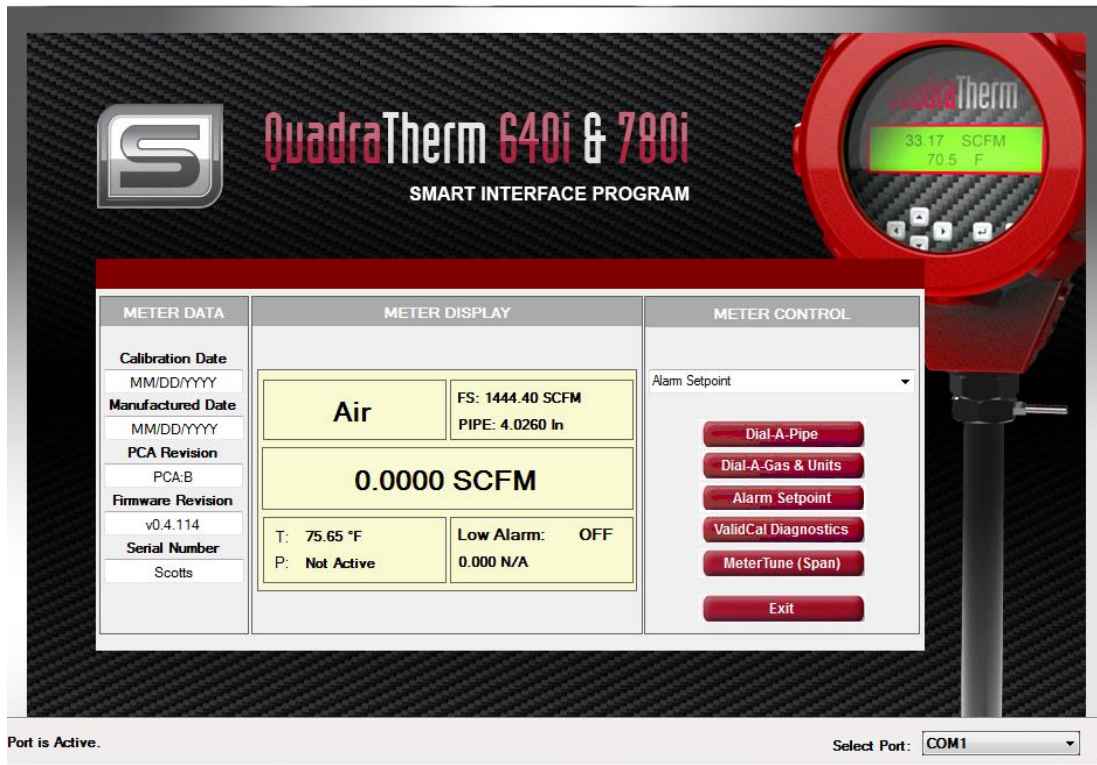 QuadraTherm 640i & 780i
SMART INTERFACE PROGRAM
QuadraTherm
33.17 SCFM
70.5 F
METER DATA
Calibration Date
MM/DD/YYYY
Manufactured Date
MM/DD/YYYY
PCA Revision
PCA:B
Firmware Revision
v0.4.114
Serial Number
Scotts
METER DISPLAY
Air
FS: 1444.40 SCFM
PIPE: 4.0260 In
0.0000 SCFM
T: 75.65 °F
P: Not Active
Low Alarm: OFF
0.000 N/A
METER CONTROL
Alarm Setpoint
Dial-A-Pipe
Dial-A-Gas & Units
Alarm Setpoint
ValidCal Diagnostics
MeterTune (Span)
Exit
Port is Active.
Select Port: COM1